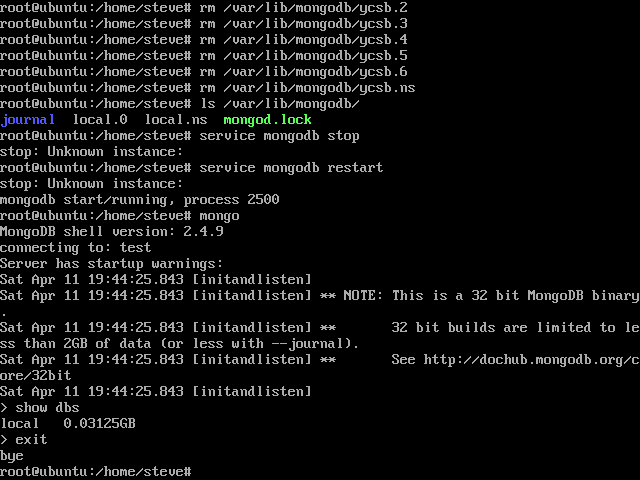 root@ubuntu:/home/steve# rm /var/lib/mongodb/ycsb.2
root@ubuntu:/home/steve# rm /var/lib/mongodb/ycsb.3
root@ubuntu:/home/steve# rm /var/lib/mongodb/ycsb.4
root@ubuntu:/home/steve# rm /var/lib/mongodb/ycsb.5
root@ubuntu:/home/steve# rm /var/lib/mongodb/ycsb.6
root@ubuntu:/home/steve# rm /var/lib/mongodb/ycsb.ns
root@ubuntu:/home/steve# ls /var/lib/mongodb/
journal  local.0  local.ns  mongod.lock
root@ubuntu:/home/steve# service mongodb stop
stop: Unknown instance:
root@ubuntu:/home/steve# service mongodb restart
stop: Unknown instance:
mongodb start/running, process 2500
root@ubuntu:/home/steve# mongo
MongoDB shell version: 2.4.9
connecting to: test
Server has startup warnings:
Sat Apr 11 19:44:25.843 [initandlisten]
Sat Apr 11 19:44:25.843 [initandlisten] ** NOTE: This is a 32 bit MongoDB binary
.
Sat Apr 11 19:44:25.843 [initandlisten] **       32 bit builds are limited to le
ss than 2GB of data (or less with --journal).
Sat Apr 11 19:44:25.843 [initandlisten] **       See http://dochub.mongodb.org/c
ore/32bit
Sat Apr 11 19:44:25.843 [initandlisten]
> show dbs
local   0.03125GB
> exit
bye
root@ubuntu:/home/steve#